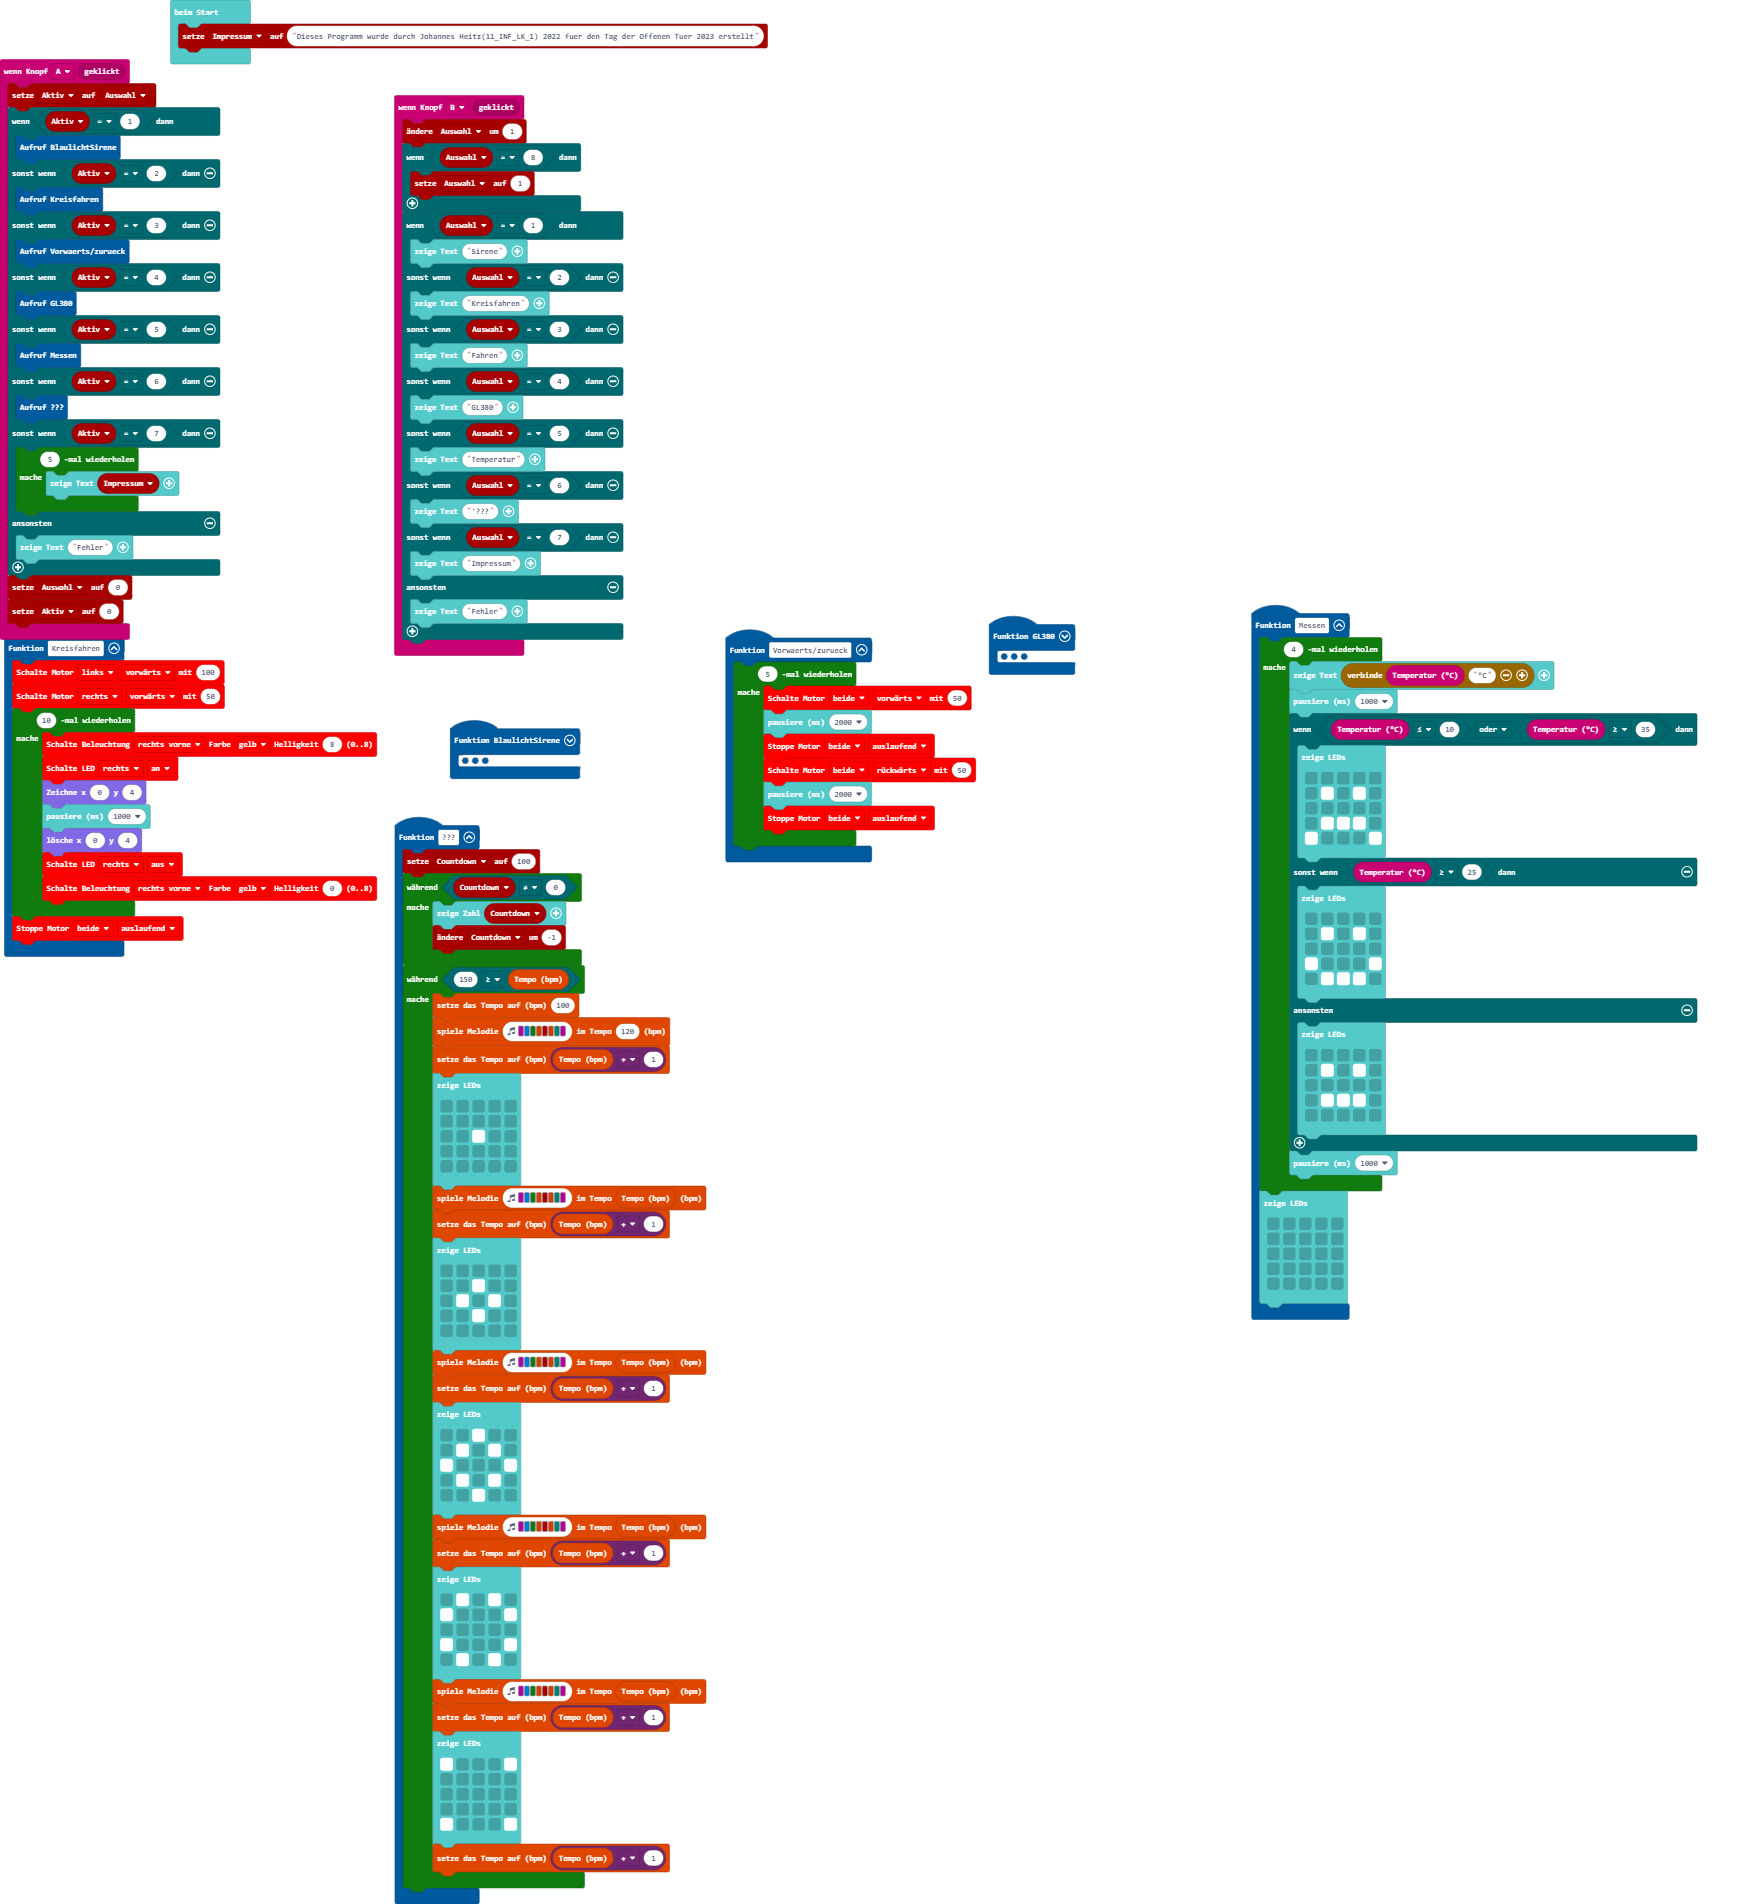 beim Start
setze Impressum auf "Dieses Programm wurde durch Johannes Heitz(11_INF_LK_1) 2022 fuer den Tag der Offenen Tuer 2023 erstellt"
wenn Knopf A geklickt
setze Aktiv auf Auswahl
wenn Aktiv = 1 dann
Aufruf BlaulichtSirene
sonst wenn Aktiv = 2 dann
Aufruf Kreisfahren
sonst wenn Aktiv = 3 dann
Aufruf Vorwaerts/zurueck
sonst wenn Aktiv = 4 dann
Aufruf GL380
sonst wenn Aktiv = 5 dann
Aufruf Messen
sonst wenn Aktiv = 6 dann
Aufruf ???
sonst wenn Aktiv = 7 dann
5 -mal wiederholen
mache
zeige Text Impressum
ansonsten
zeige Text "Fehler"
setze Auswahl auf 0
setze Aktiv auf 0
wenn Knopf B geklickt
ändere Auswahl um 1
wenn Auswahl = 8 dann
setze Auswahl auf 1
wenn Auswahl = 1 dann
zeige Text "Sirene"
sonst wenn Auswahl = 2 dann
zeige Text "Kreisfahren"
sonst wenn Auswahl = 3 dann
zeige Text "Fahren"
sonst wenn Auswahl = 4 dann
zeige Text "GL380"
sonst wenn Auswahl = 5 dann
zeige Text "Temperatur"
sonst wenn Auswahl = 6 dann
zeige Text "'???"
sonst wenn Auswahl = 7 dann
zeige Text "Impressum"
ansonsten
zeige Text "Fehler"
Funktion Kreisfahren
Schalte Motor links vorwärts mit 100
Schalte Motor rechts vorwärts mit 50
10 -mal wiederholen
mache
Schalte Beleuchtung rechts vorne Farbe gelb Helligkeit 8 (0..8)
Schalte LED rechts an
Zeichne x 0 y 4
pausiere (ms) 1000
lösche x 0 y 4
Schalte LED rechts aus
Schalte Beleuchtung rechts vorne Farbe gelb Helligkeit 0 (0..8)
Stoppe Motor beide auslaufend
Funktion BlaulichtSirene
Funktion ???
setze Countdown auf 100
während Countdown ≠ 0
mache
zeige Zahl Countdown
ändere Countdown um -1
während 150 ≥ Tempo (bpm)
mache
setze das Tempo auf (bpm) 100
spiele Melodie im Tempo 120 (bpm)
setze das Tempo auf (bpm) Tempo (bpm) + 1
zeige LEDs
spiele Melodie im Tempo Tempo (bpm) (bpm)
setze das Tempo auf (bpm) Tempo (bpm) + 1
zeige LEDs
spiele Melodie im Tempo Tempo (bpm) (bpm)
setze das Tempo auf (bpm) Tempo (bpm) + 1
zeige LEDs
spiele Melodie im Tempo Tempo (bpm) (bpm)
setze das Tempo auf (bpm) Tempo (bpm) + 1
zeige LEDs
spiele Melodie im Tempo Tempo (bpm) (bpm)
setze das Tempo auf (bpm) Tempo (bpm) + 1
zeige LEDs
setze das Tempo auf (bpm) Tempo (bpm) + 1
Funktion Vorwaerts/zurueck
5 -mal wiederholen
mache
Schalte Motor beide vorwärts mit 50
pausiere (ms) 2000
Stoppe Motor beide auslaufend
Schalte Motor beide rückwärts mit 50
pausiere (ms) 2000
Stoppe Motor beide auslaufend
Funktion GL380
Funktion Messen
4 -mal wiederholen
mache
zeige Text verbinde Temperatur (°C) "°C"
pausiere (ms) 1000
wenn Temperatur (°C) ≤ 10 oder Temperatur (°C) ≥ 35 dann
zeige LEDs
sonst wenn Temperatur (°C) ≥ 25 dann
zeige LEDs
ansonsten
zeige LEDs
pausiere (ms) 1000
zeige LEDs